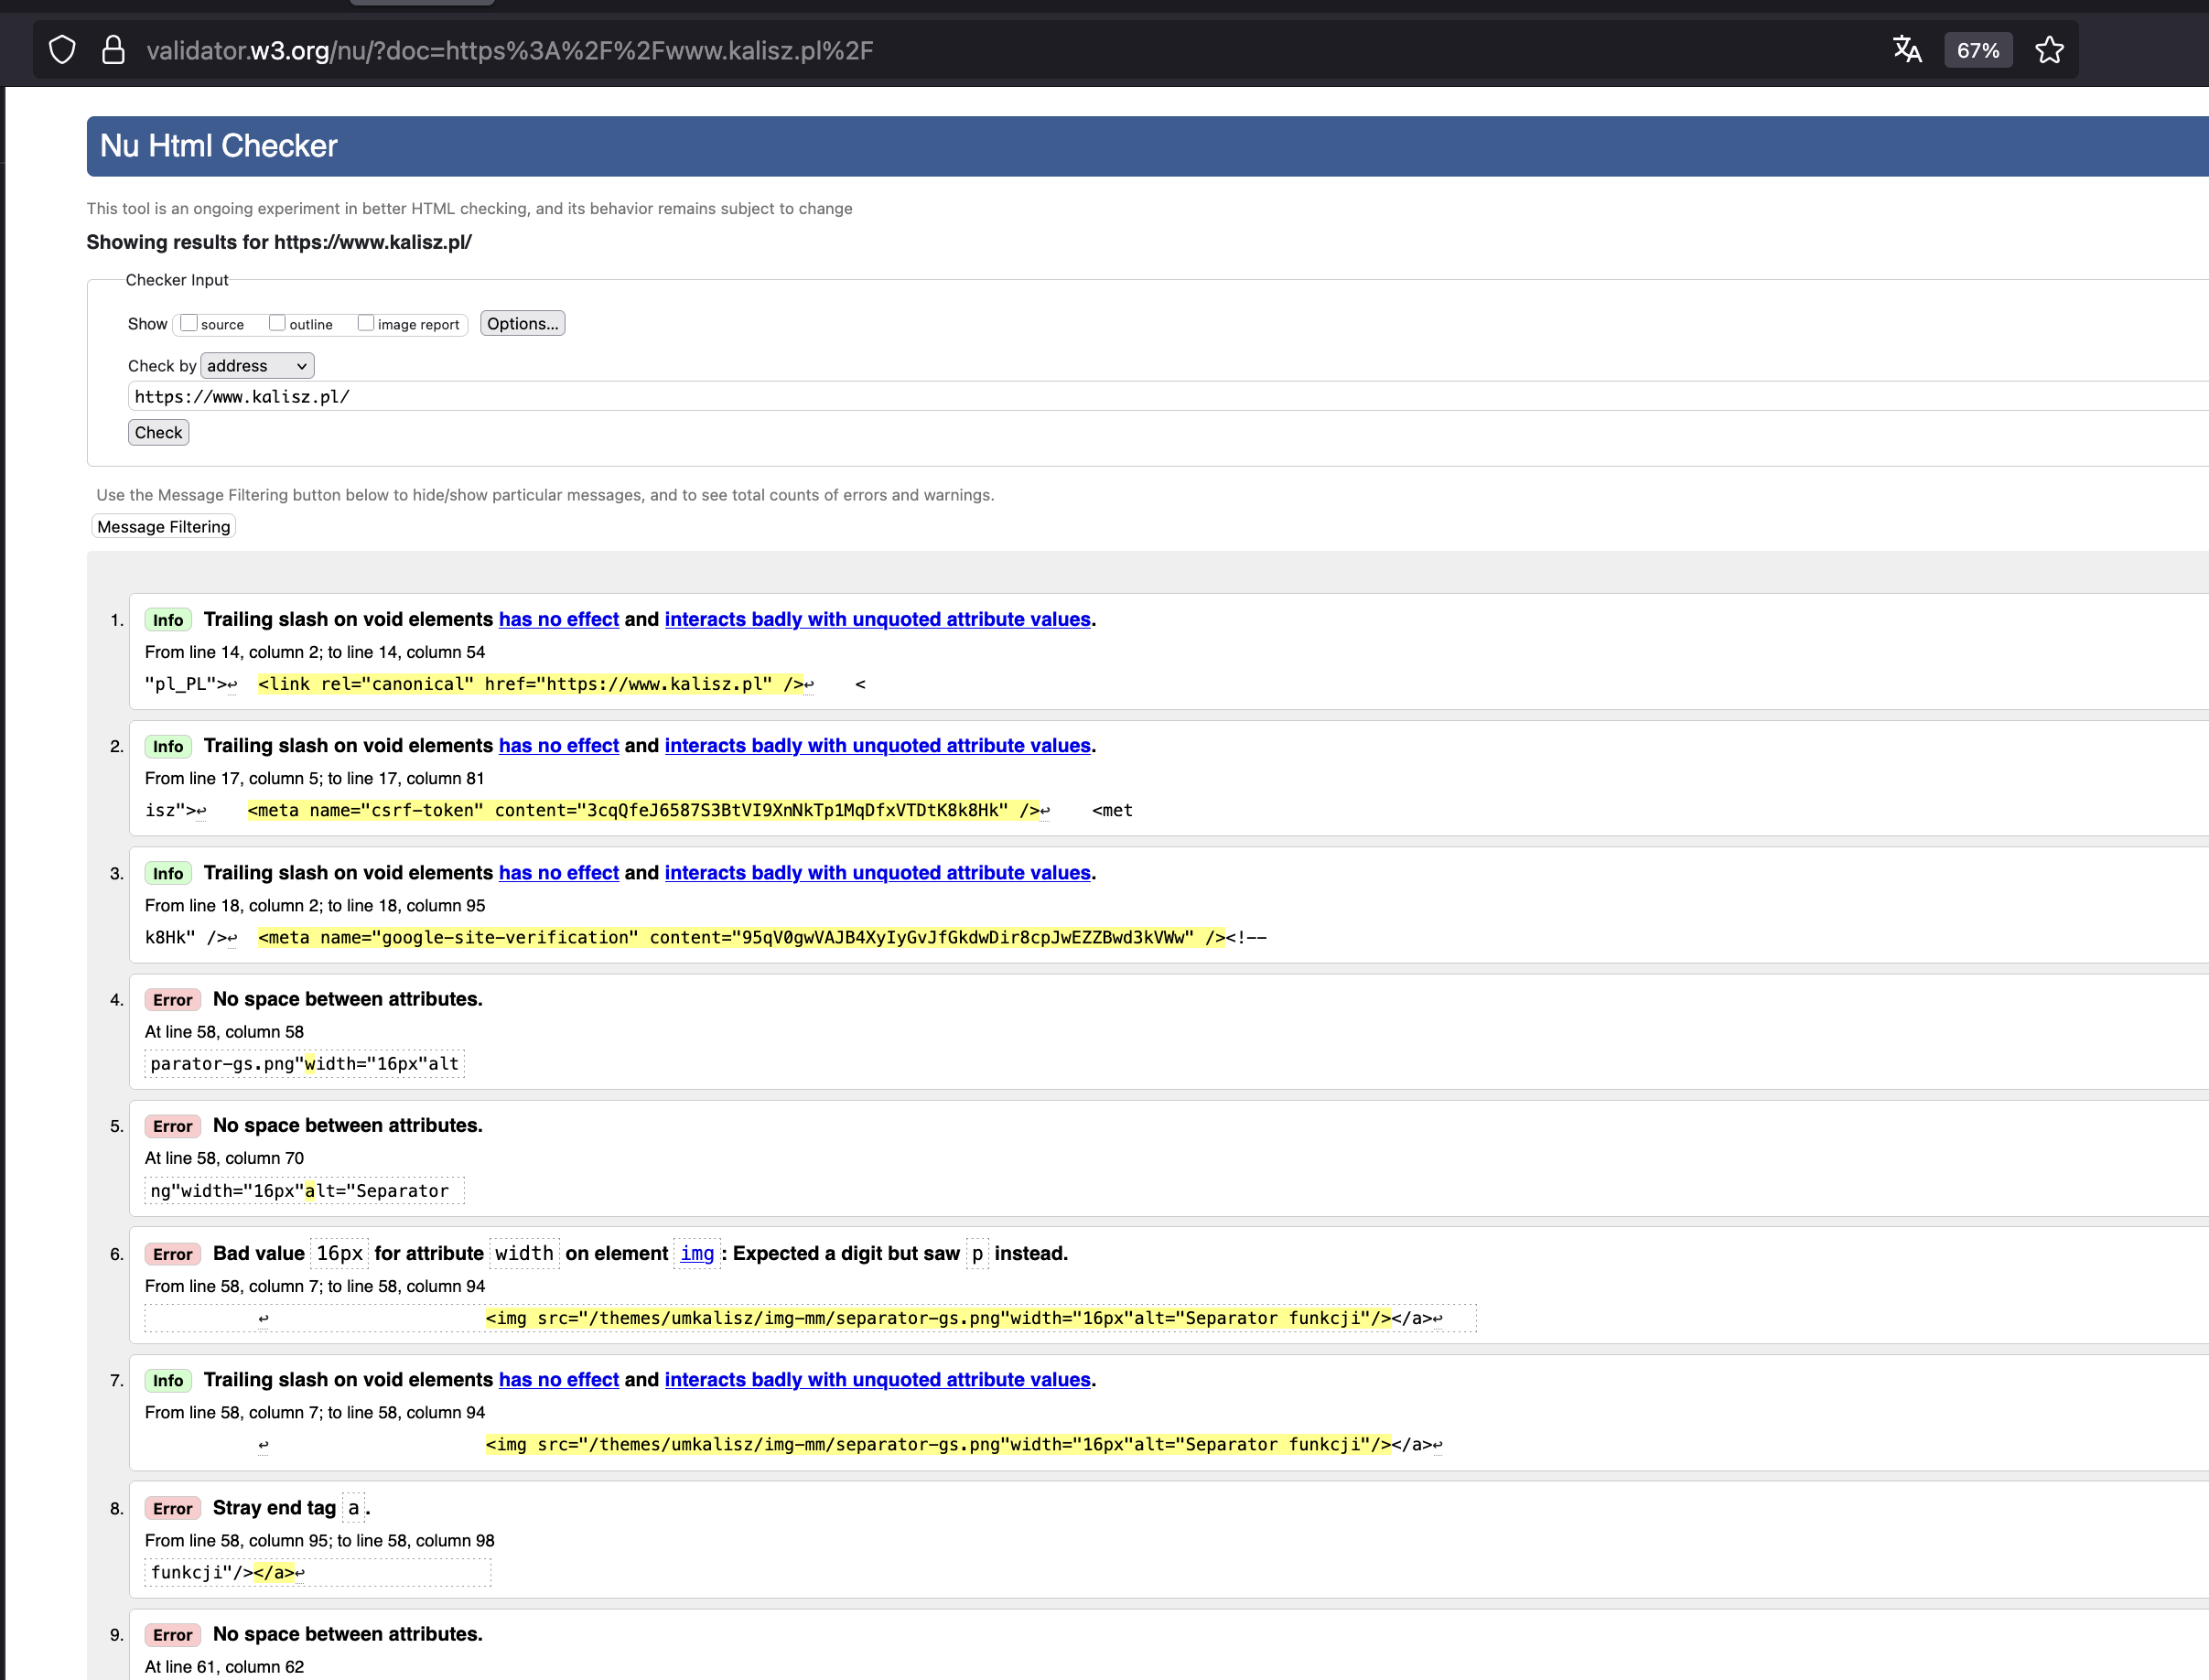 validator.w3.org/nu/?doc=https%3A%2F%2Fwww.kalisz.pl%2F
67%
Nu Html Checker
This tool is an ongoing experiment in better HTML checking, and its behavior remains subject to change
Showing results for https://www.kalisz.pl/
Checker Input
Show source outline image report Options...
Check by address
https://www.kalisz.pl/
Check
Use the Message Filtering button below to hide/show particular messages, and to see total counts of errors and warnings.
Message Filtering
1. Info Trailing slash on void elements has no effect and interacts badly with unquoted attribute values.
From line 14, column 2; to line 14, column 54
"pl_PL">↩ <link rel="canonical" href="https://www.kalisz.pl" />↩ <
2. Info Trailing slash on void elements has no effect and interacts badly with unquoted attribute values.
From line 17, column 5; to line 17, column 81
isz">↩ <meta name="csrf-token" content="3cqQfeJ6587S3BtVI9XnNkTp1MqDfxVTDtK8k8Hk" />↩ <met
3. Info Trailing slash on void elements has no effect and interacts badly with unquoted attribute values.
From line 18, column 2; to line 18, column 95
k8Hk" />↩ <meta name="google-site-verification" content="95qV0gwVAJB4XyIyGvJfGkdwDir8cpJwEZZBwd3kVWw" /><!--
4. Error No space between attributes.
At line 58, column 58
parator-gs.png"width="16px"alt
5. Error No space between attributes.
At line 58, column 70
ng"width="16px"alt="Separator
6. Error Bad value 16px for attribute width on element img: Expected a digit but saw p instead.
From line 58, column 7; to line 58, column 94
↩ <img src="/themes/umkalisz/img-mm/separator-gs.png"width="16px"alt="Separator funkcji"/></a>↩
7. Info Trailing slash on void elements has no effect and interacts badly with unquoted attribute values.
From line 58, column 7; to line 58, column 94
↩ <img src="/themes/umkalisz/img-mm/separator-gs.png"width="16px"alt="Separator funkcji"/></a>↩
8. Error Stray end tag a.
From line 58, column 95; to line 58, column 98
funkcji"/></a>↩
9. Error No space between attributes.
At line 61, column 62